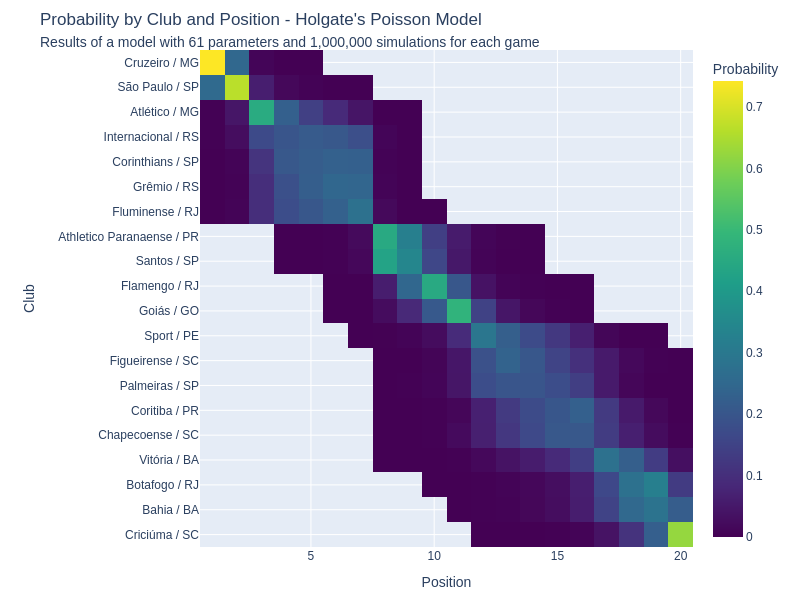 Probability by Club and Position - Holgate's Poisson Model
Results of a model with 61 parameters and 1,000,000 simulations for each game
Probability
Cruzeiro / MG
São Paulo / SP
Atlético / MG
Internacional / RS
Corinthians / SP
Grêmio / RS
Fluminense / RJ
Athletico Paranaense / PR
Santos / SP
Flamengo / RJ
Goiás / GO
Sport / PE
Figueirense / SC
Palmeiras / SP
Coritiba / PR
Chapecoense / SC
Vitória / BA
Botafogo / RJ
Bahia / BA
Criciúma / SC
Club
5
10
15
20
Position
0.7
0.6
0.5
0.4
0.3
0.2
0.1
0